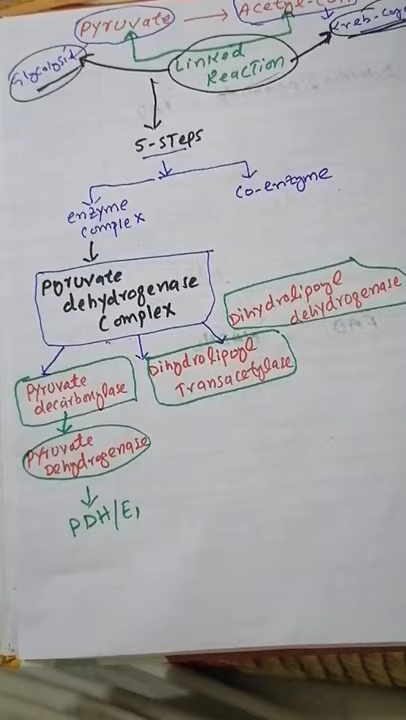 Pyruvate
Glycolysis
Linked
Reaction
5-Steps
enzyme
complex
Co-enzyme
Pyruvate
dehydrogenase
Complex
Dihydrolipoyl
dehydrogenase
Pyruvate
decarboxylase
Dihydrolipoyl
Transacetylase
Pyruvate
Dehydrogenase
PDH/E1